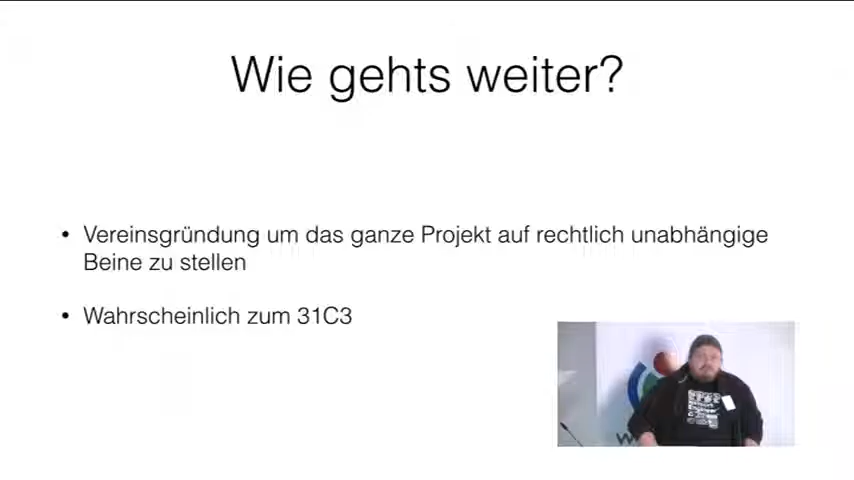 Wie gehts weiter?
• Vereinsgründung um das ganze Projekt auf rechtlich unabhängige
Beine zu stellen
• Wahrscheinlich zum 31C3